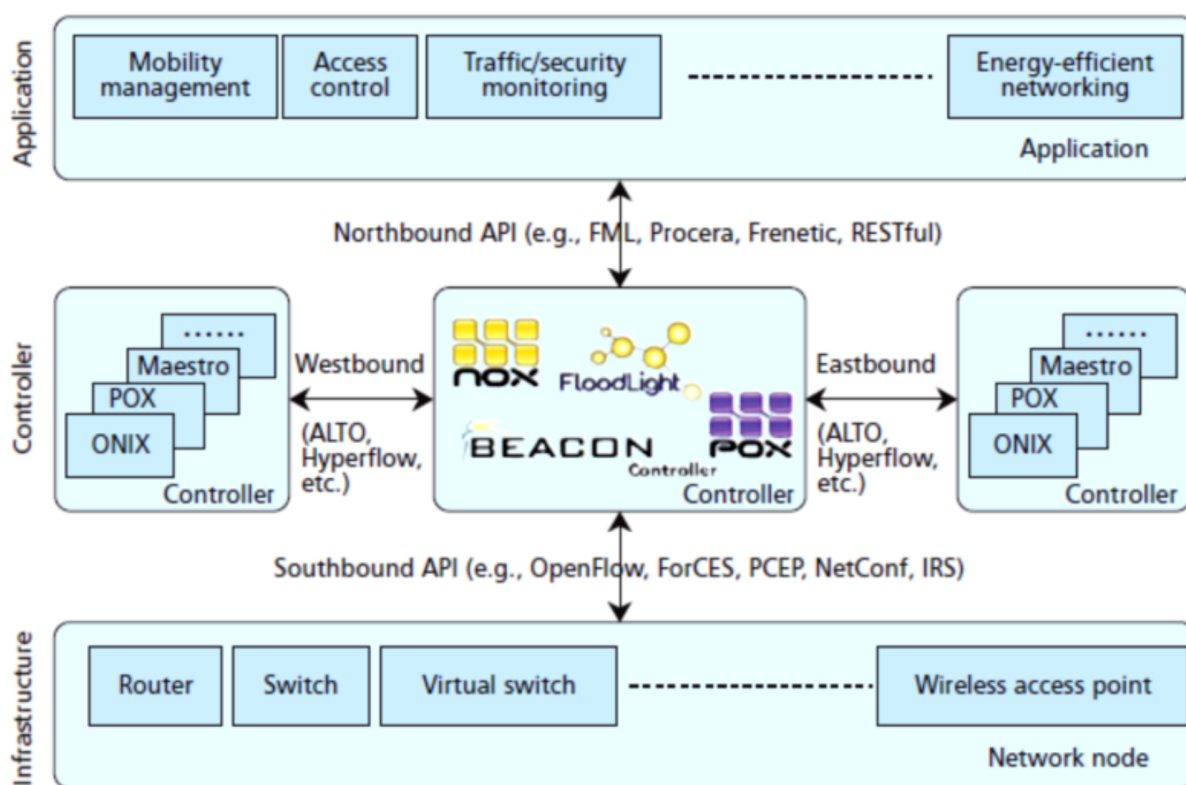 Application
Mobility
management
Access
control
Traffic/security
monitoring
Energy-efficient
networking
Application
Northbound API (e.g., FML, Procera, Frenetic, RESTful)
Controller
......
Maestro
POX
ONIX
Controller
Westbound
(ALTO,
Hyperflow,
etc.)
nox
FloodLight
BEACON
Controller
POX
Controller
Eastbound
(ALTO,
Hyperflow,
etc.)
......
Maestro
POX
ONIX
Controller
Southbound API (e.g., OpenFlow, ForCES, PCEP, NetConf, IRS)
Infrastructure
Router
Switch
Virtual switch
Wireless access point
Network node